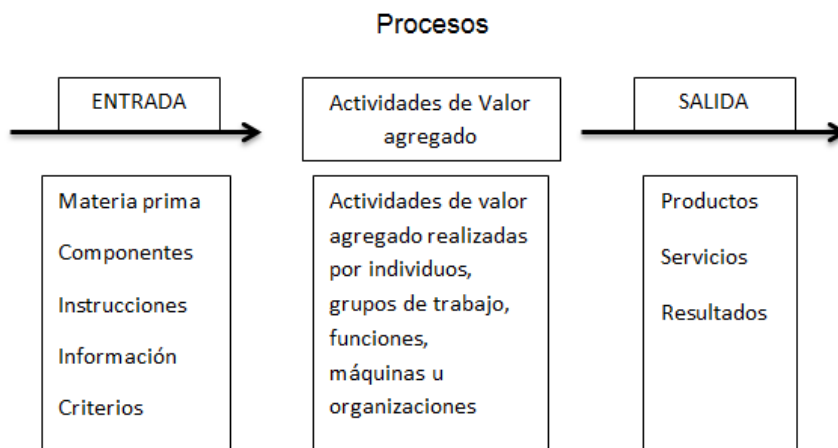 Procesos
ENTRADA
Actividades de Valor
agregado
SALIDA
Materia prima
Componentes
Instrucciones
Información
Criterios
Actividades de valor
agregado realizadas
por individuos,
grupos de trabajo,
funciones,
máquinas u
organizaciones
Productos
Servicios
Resultados